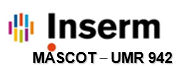 Inserm
MASCOT – UMR 942